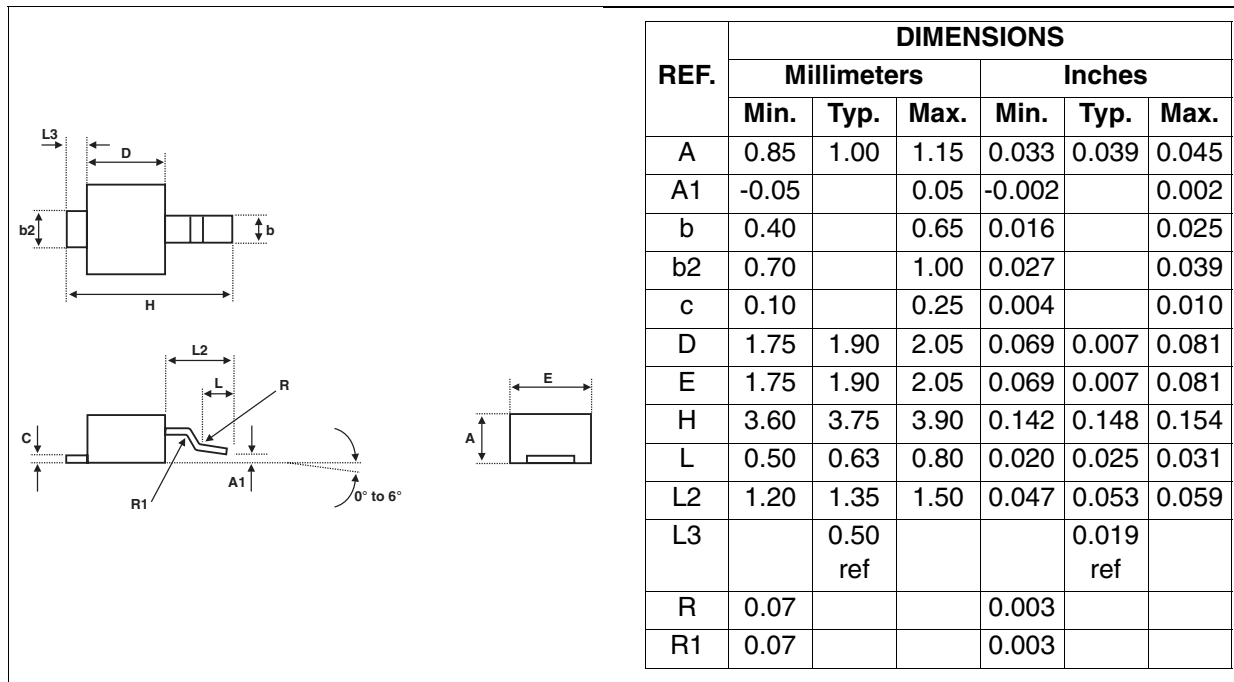 L3
D
b2
b
H
L2
L
R
C
A1
R1
0° to 6°
E
A
DIMENSIONS
REF. Millimeters Inches
Min. Typ. Max. Min. Typ. Max.
A 0.85 1.00 1.15 0.033 0.039 0.045
A1 -0.05 0.05 -0.002 0.002
b 0.40 0.65 0.016 0.025
b2 0.70 1.00 0.027 0.039
c 0.10 0.25 0.004 0.010
D 1.75 1.90 2.05 0.069 0.007 0.081
E 1.75 1.90 2.05 0.069 0.007 0.081
H 3.60 3.75 3.90 0.142 0.148 0.154
L 0.50 0.63 0.80 0.020 0.025 0.031
L2 1.20 1.35 1.50 0.047 0.053 0.059
L3 0.50 0.019
ref ref
R 0.07 0.003
R1 0.07 0.003